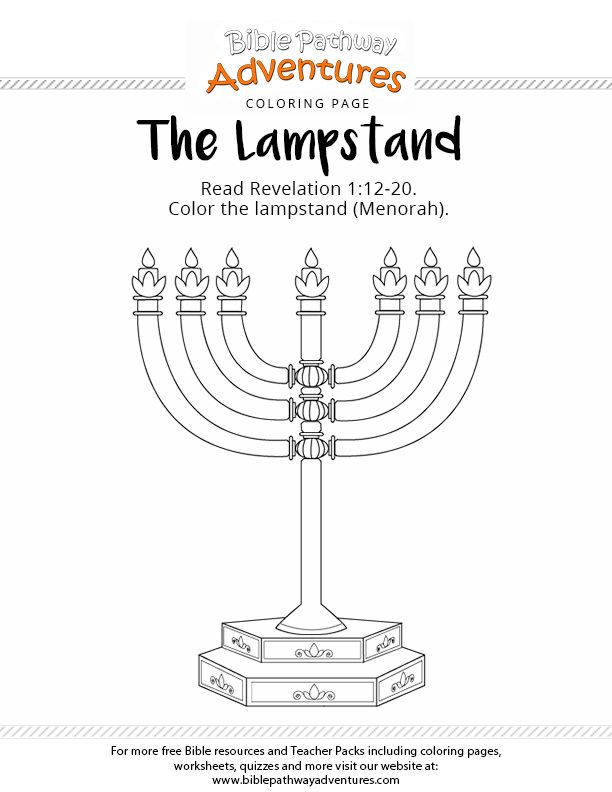 Bible Pathway
Adventures
COLORING PAGE
The Lampstand
Read Revelation 1:12-20.
Color the lampstand (Menorah).
For more free Bible resources and Teacher Packs including coloring pages,
worksheets, quizzes and more visit our website at:
www.biblepathwayadventures.com